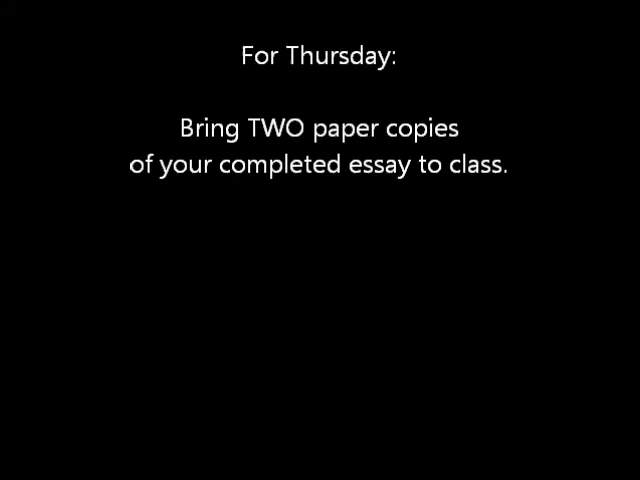 For Thursday:
Bring TWO paper copies
of your completed essay to class.